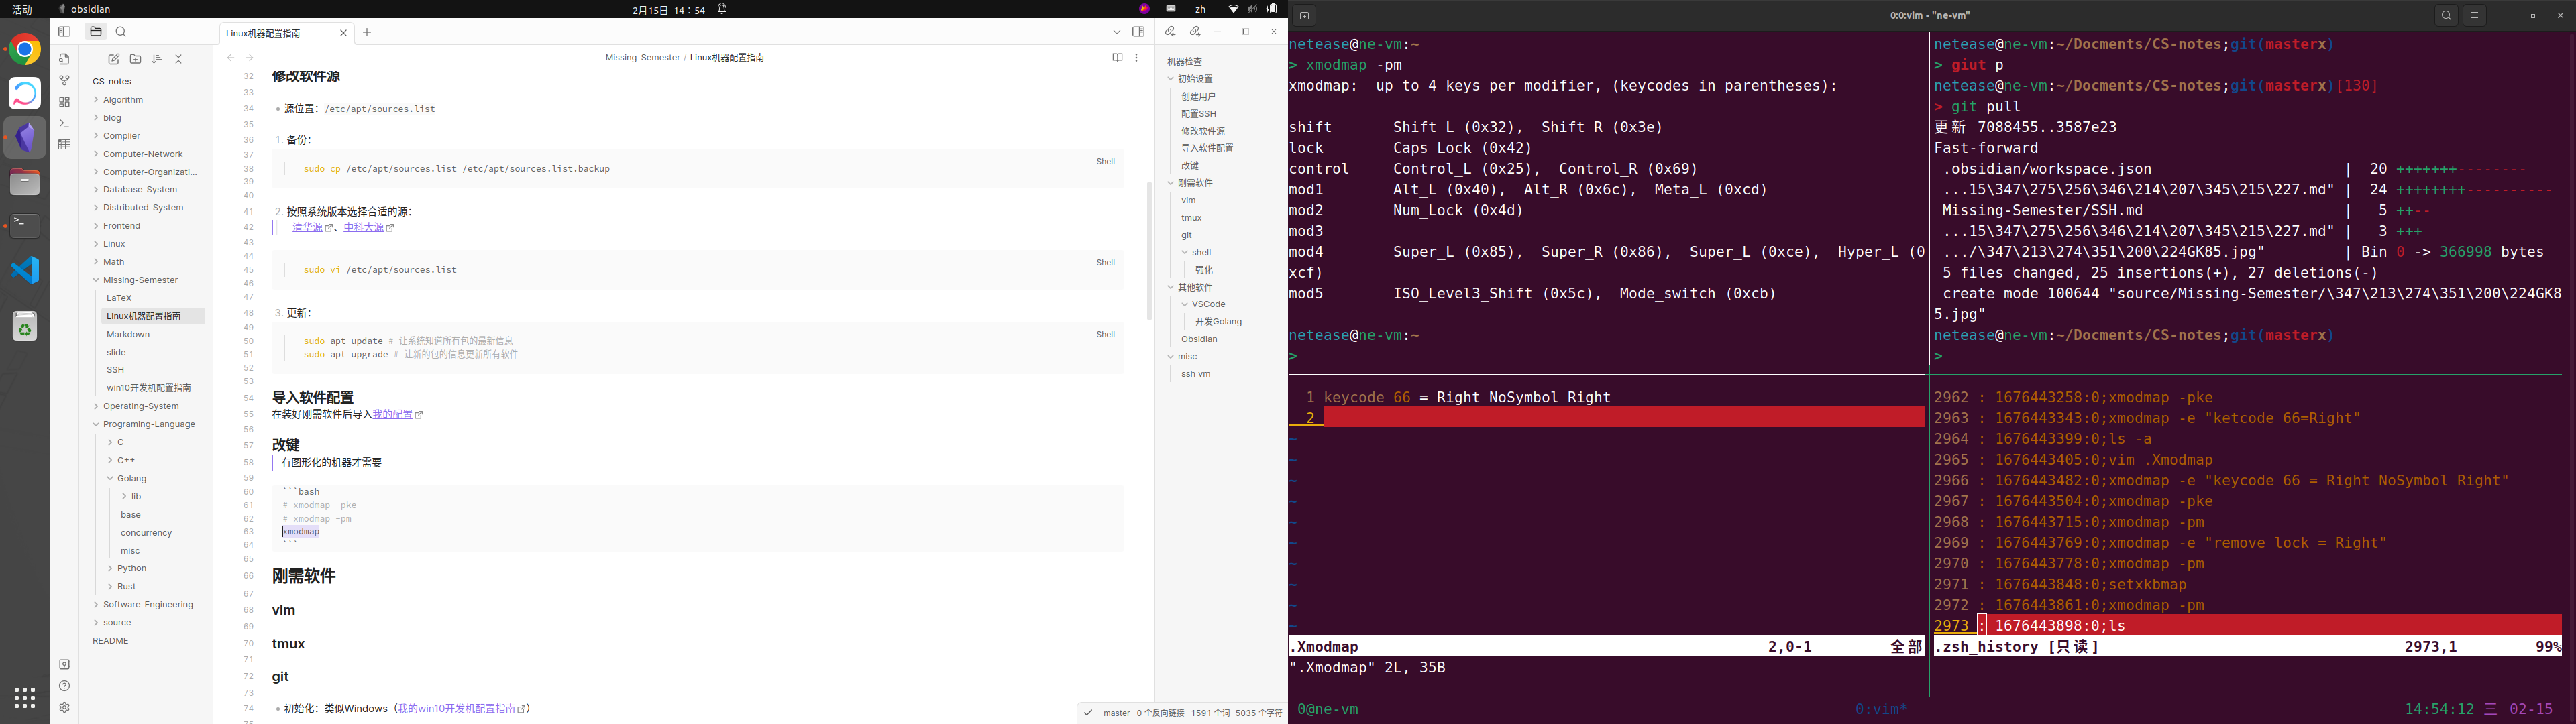 活动
obsidian
2月15日 14：54
zh
0:0:vim - "ne-vm"
Linux机器配置指南
Missing-Semester / Linux机器配置指南
CS-notes
Algorithm
blog
Complier
Computer-Network
Computer-Organizati...
Database-System
Distributed-System
Frontend
Linux
Math
Missing-Semester
LaTeX
Linux机器配置指南
Markdown
slide
SSH
win10开发机配置指南
Operating-System
Programing-Language
C
C++
Golang
lib
base
concurrency
misc
Python
Rust
Software-Engineering
source
README
32 修改软件源
33
34 源位置：/etc/apt/sources.list
35
36 1. 备份：
37 Shell
38 sudo cp /etc/apt/sources.list /etc/apt/sources.list.backup
39
40
41 2. 按照系统版本选择合适的源：
42 清华源、中科大源
43
44 Shell
45 sudo vi /etc/apt/sources.list
46
47
48 3. 更新：
49 Shell
50 sudo apt update # 让系统知道所有包的最新信息
51 sudo apt upgrade # 让新的包的信息更新所有软件
52
53
54 导入软件配置
55 在装好刚需软件后导入我的配置
56
57 改键
58 有图形化的机器才需要
59
60 ```bash
61 # xmodmap -pke
62 # xmodmap -pm
63 xmodmap
64 ```
65
66 刚需软件
67
68 vim
69
70 tmux
71
72 git
73
74 初始化：类似Windows（我的win10开发机配置指南）
75
master 0 个反向链接 1591 个词 5035 个字符
机器检查
初始设置
创建用户
配置SSH
修改软件源
导入软件配置
改键
刚需软件
vim
tmux
git
shell
强化
其他软件
VSCode
开发Golang
Obsidian
misc
ssh vm
netease@ne-vm:~
> xmodmap -pm
xmodmap:  up to 4 keys per modifier, (keycodes in parentheses):
shift       Shift_L (0x32),  Shift_R (0x3e)
lock        Caps_Lock (0x42)
control     Control_L (0x25),  Control_R (0x69)
mod1        Alt_L (0x40),  Alt_R (0x6c),  Meta_L (0xcd)
mod2        Num_Lock (0x4d)
mod3
mod4        Super_L (0x85),  Super_R (0x86),  Super_L (0xce),  Hyper_L (0
xcf)
mod5        ISO_Level3_Shift (0x5c),  Mode_switch (0xcb)
netease@ne-vm:~
>
netease@ne-vm:~/Docments/CS-notes;git(masterx)
> giut p
netease@ne-vm:~/Docments/CS-notes;git(masterx)[130]
> git pull
更新 7088455..3587e23
Fast-forward
.obsidian/workspace.json | 20 +++++++--------
...15\347\275\256\346\214\207\345\215\227.md" | 24 ++++++++----------
Missing-Semester/SSH.md | 5 ++--
...15\347\275\256\346\214\207\345\215\227.md" | 3 +++
.../\347\213\274\351\200\224GK85.jpg" | Bin 0 -> 366998 bytes
5 files changed, 25 insertions(+), 27 deletions(-)
create mode 100644 "source/Missing-Semester/\347\213\274\351\200\224GK8
5.jpg"
netease@ne-vm:~/Docments/CS-notes;git(masterx)
>
1 keycode 66 = Right NoSymbol Right
2
~
~
~
~
~
~
~
~
~
~
.Xmodmap 2,0-1 全部
".Xmodmap" 2L, 35B
2962 : 1676443258:0;xmodmap -pke
2963 : 1676443343:0;xmodmap -e "ketcode 66=Right"
2964 : 1676443399:0;ls -a
2965 : 1676443405:0;vim .Xmodmap
2966 : 1676443482:0;xmodmap -e "keycode 66 = Right NoSymbol Right"
2967 : 1676443504:0;xmodmap -pke
2968 : 1676443715:0;xmodmap -pm
2969 : 1676443769:0;xmodmap -e "remove lock = Right"
2970 : 1676443778:0;xmodmap -pm
2971 : 1676443848:0;setxkbmap
2972 : 1676443861:0;xmodmap -pm
2973 : 1676443898:0;ls
.zsh_history [只读] 2973,1 99%
0@ne-vm 0:vim* 14:54:12 三 02-15